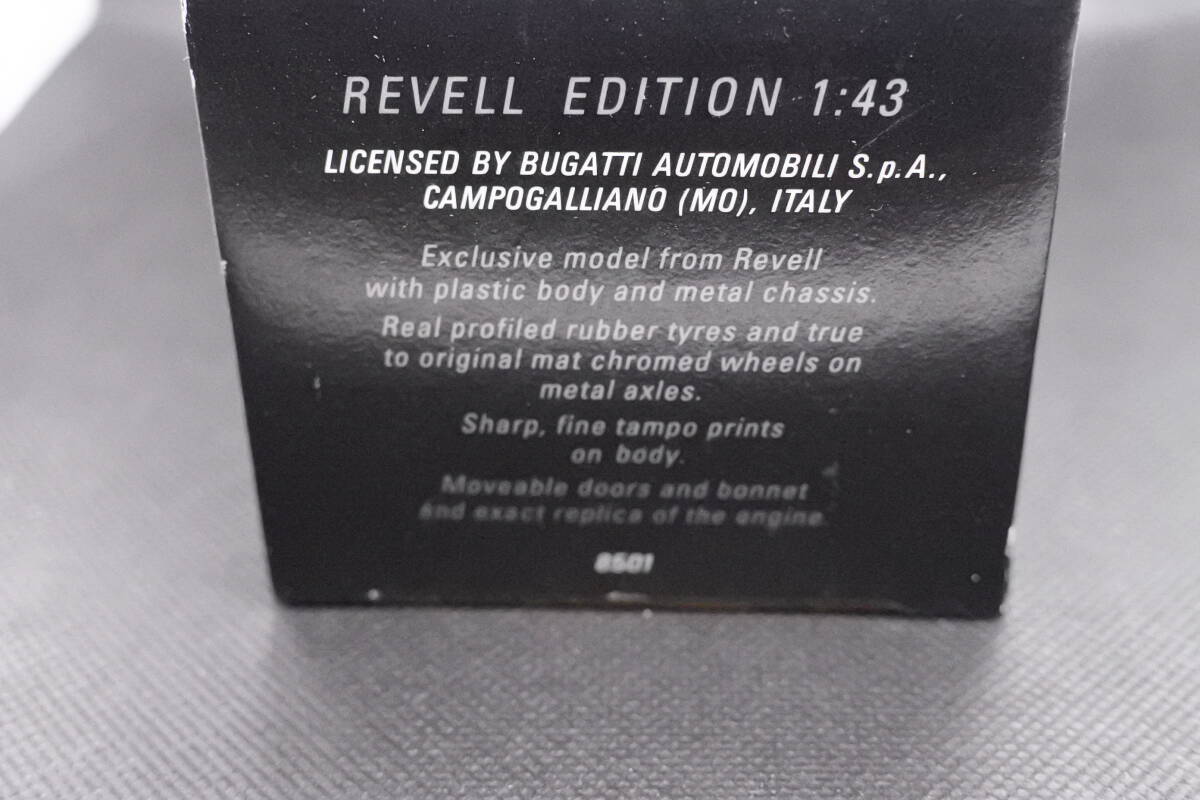 REVELL EDITION 1:43
LICENSED BY BUGATTI AUTOMOBILI S.p.A.,
CAMPOGALLIANO (MO), ITALY
Exclusive model from Revell
with plastic body and metal chassis.
Real profiled rubber tyres and true
to original mat chromed wheels on
metal axles.
Sharp, fine tampo prints
on body.
Moveable doors and bonnet
and exact replica of the engine.
8501